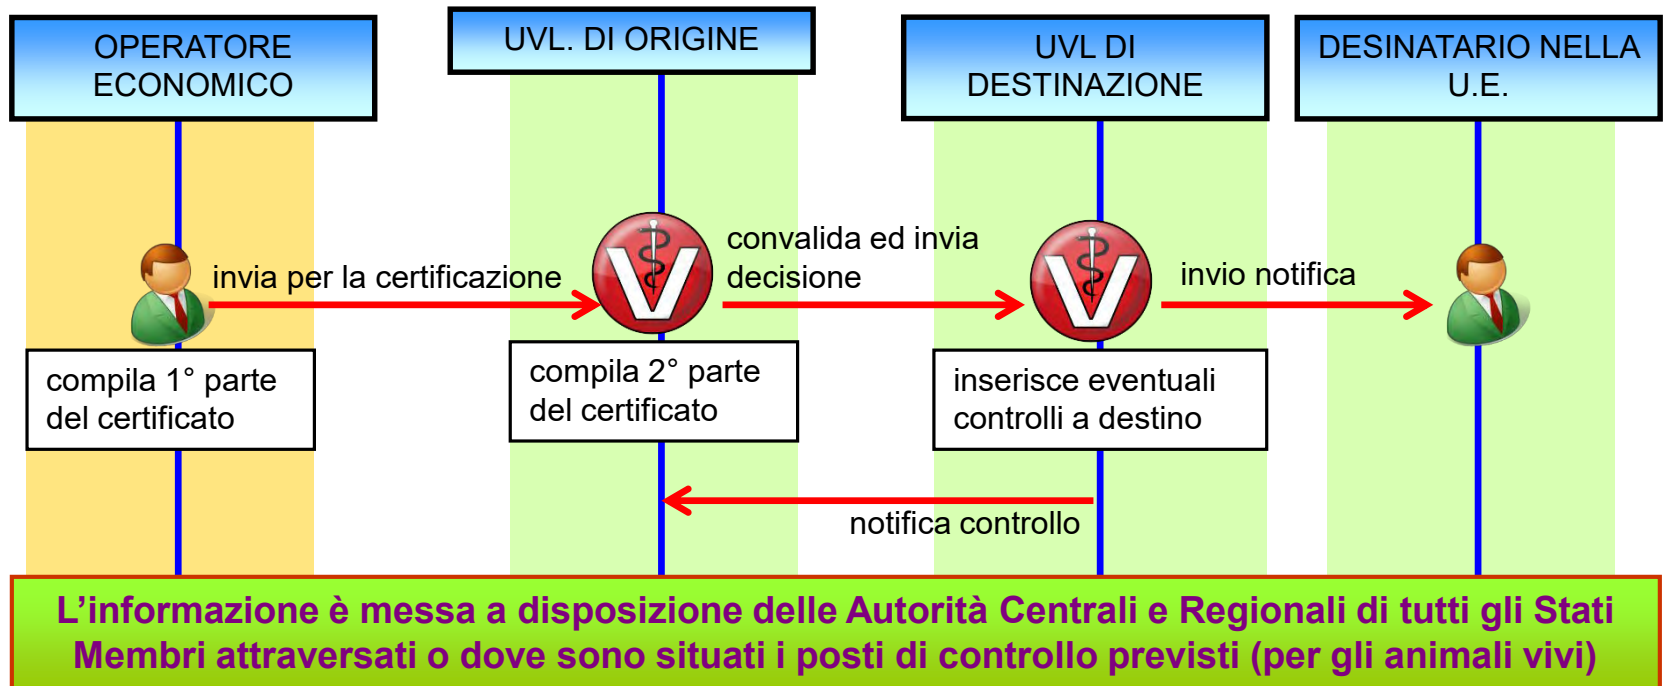 OPERATORE
ECONOMICO
UVL. DI ORIGINE
UVL DI
DESTINAZIONE
DESINATARIO NELLA
U.E.
invia per la certificazione
convalida ed invia
decisione
invio notifica
compila 1° parte
del certificato
compila 2° parte
del certificato
inserisce eventuali
controlli a destino
notifica controllo
L’informazione è messa a disposizione delle Autorità Centrali e Regionali di tutti gli Stati
Membri attraversati o dove sono situati i posti di controllo previsti (per gli animali vivi)